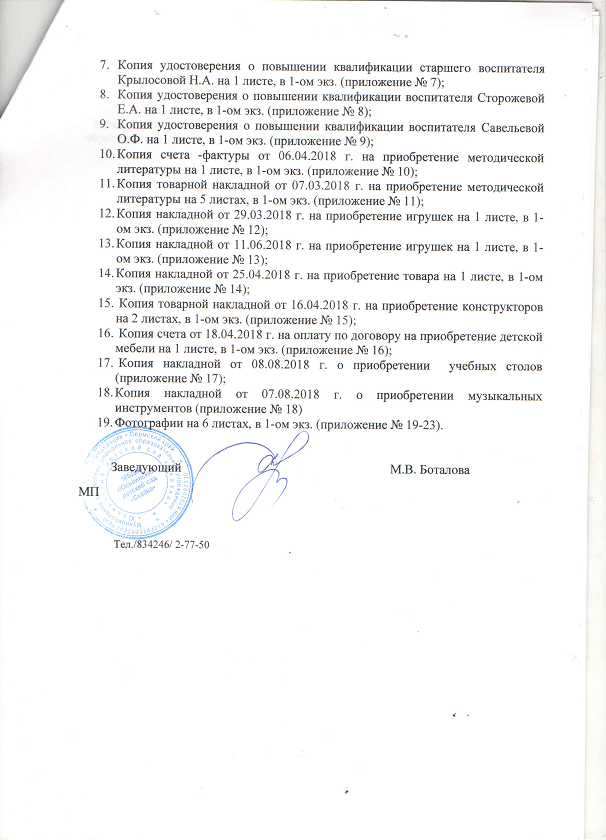 7. Копия удостоверения о повышении квалификации старшего воспитателя
Крылосовой Н.А. на 1 листе, в 1-ом экз. (приложение № 7);
8. Копия удостоверения о повышении квалификации воспитателя Сторожевой
Е.А. на 1 листе, в 1-ом экз. (приложение № 8);
9. Копия удостоверения о повышении квалификации воспитателя Савельевой
О.Ф. на 1 листе, в 1-ом экз. (приложение № 9);
10. Копия счета -фактуры от 06.04.2018 г. на приобретение методической
литературы на 1 листе, в 1-ом экз. (приложение № 10);
11. Копия товарной накладной от 07.03.2018 г. на приобретение методической
литературы на 5 листах, в 1-ом экз. (приложение № 11);
12. Копия накладной от 29.03.2018 г. на приобретение игрушек на 1 листе, в 1-
ом экз. (приложение № 12);
13. Копия накладной от 11.06.2018 г. на приобретение игрушек на 1 листе, в 1-
ом экз. (приложение № 13);
14. Копия накладной от 25.04.2018 г. на приобретение товара на 1 листе, в 1-ом
экз. (приложение № 14);
15. Копия товарной накладной от 16.04.2018 г. на приобретение конструкторов
на 2 листах, в 1-ом экз. (приложение № 15);
16. Копия счета от 18.04.2018 г. на оплату по договору на приобретение детской
мебели на 1 листе, в 1-ом экз. (приложение № 16);
17. Копия накладной от 08.08.2018 г. о приобретении учебных столов
(приложение № 17);
18. Копия накладной от 07.08.2018 г. о приобретении музыкальных
инструментов (приложение № 18)
19. Фотографии на 6 листах, в 1-ом экз. (приложение № 19-23).
Заведующий М.В. Боталова
МП
детский сад
«Сказка»
Тел./834246/ 2-77-50